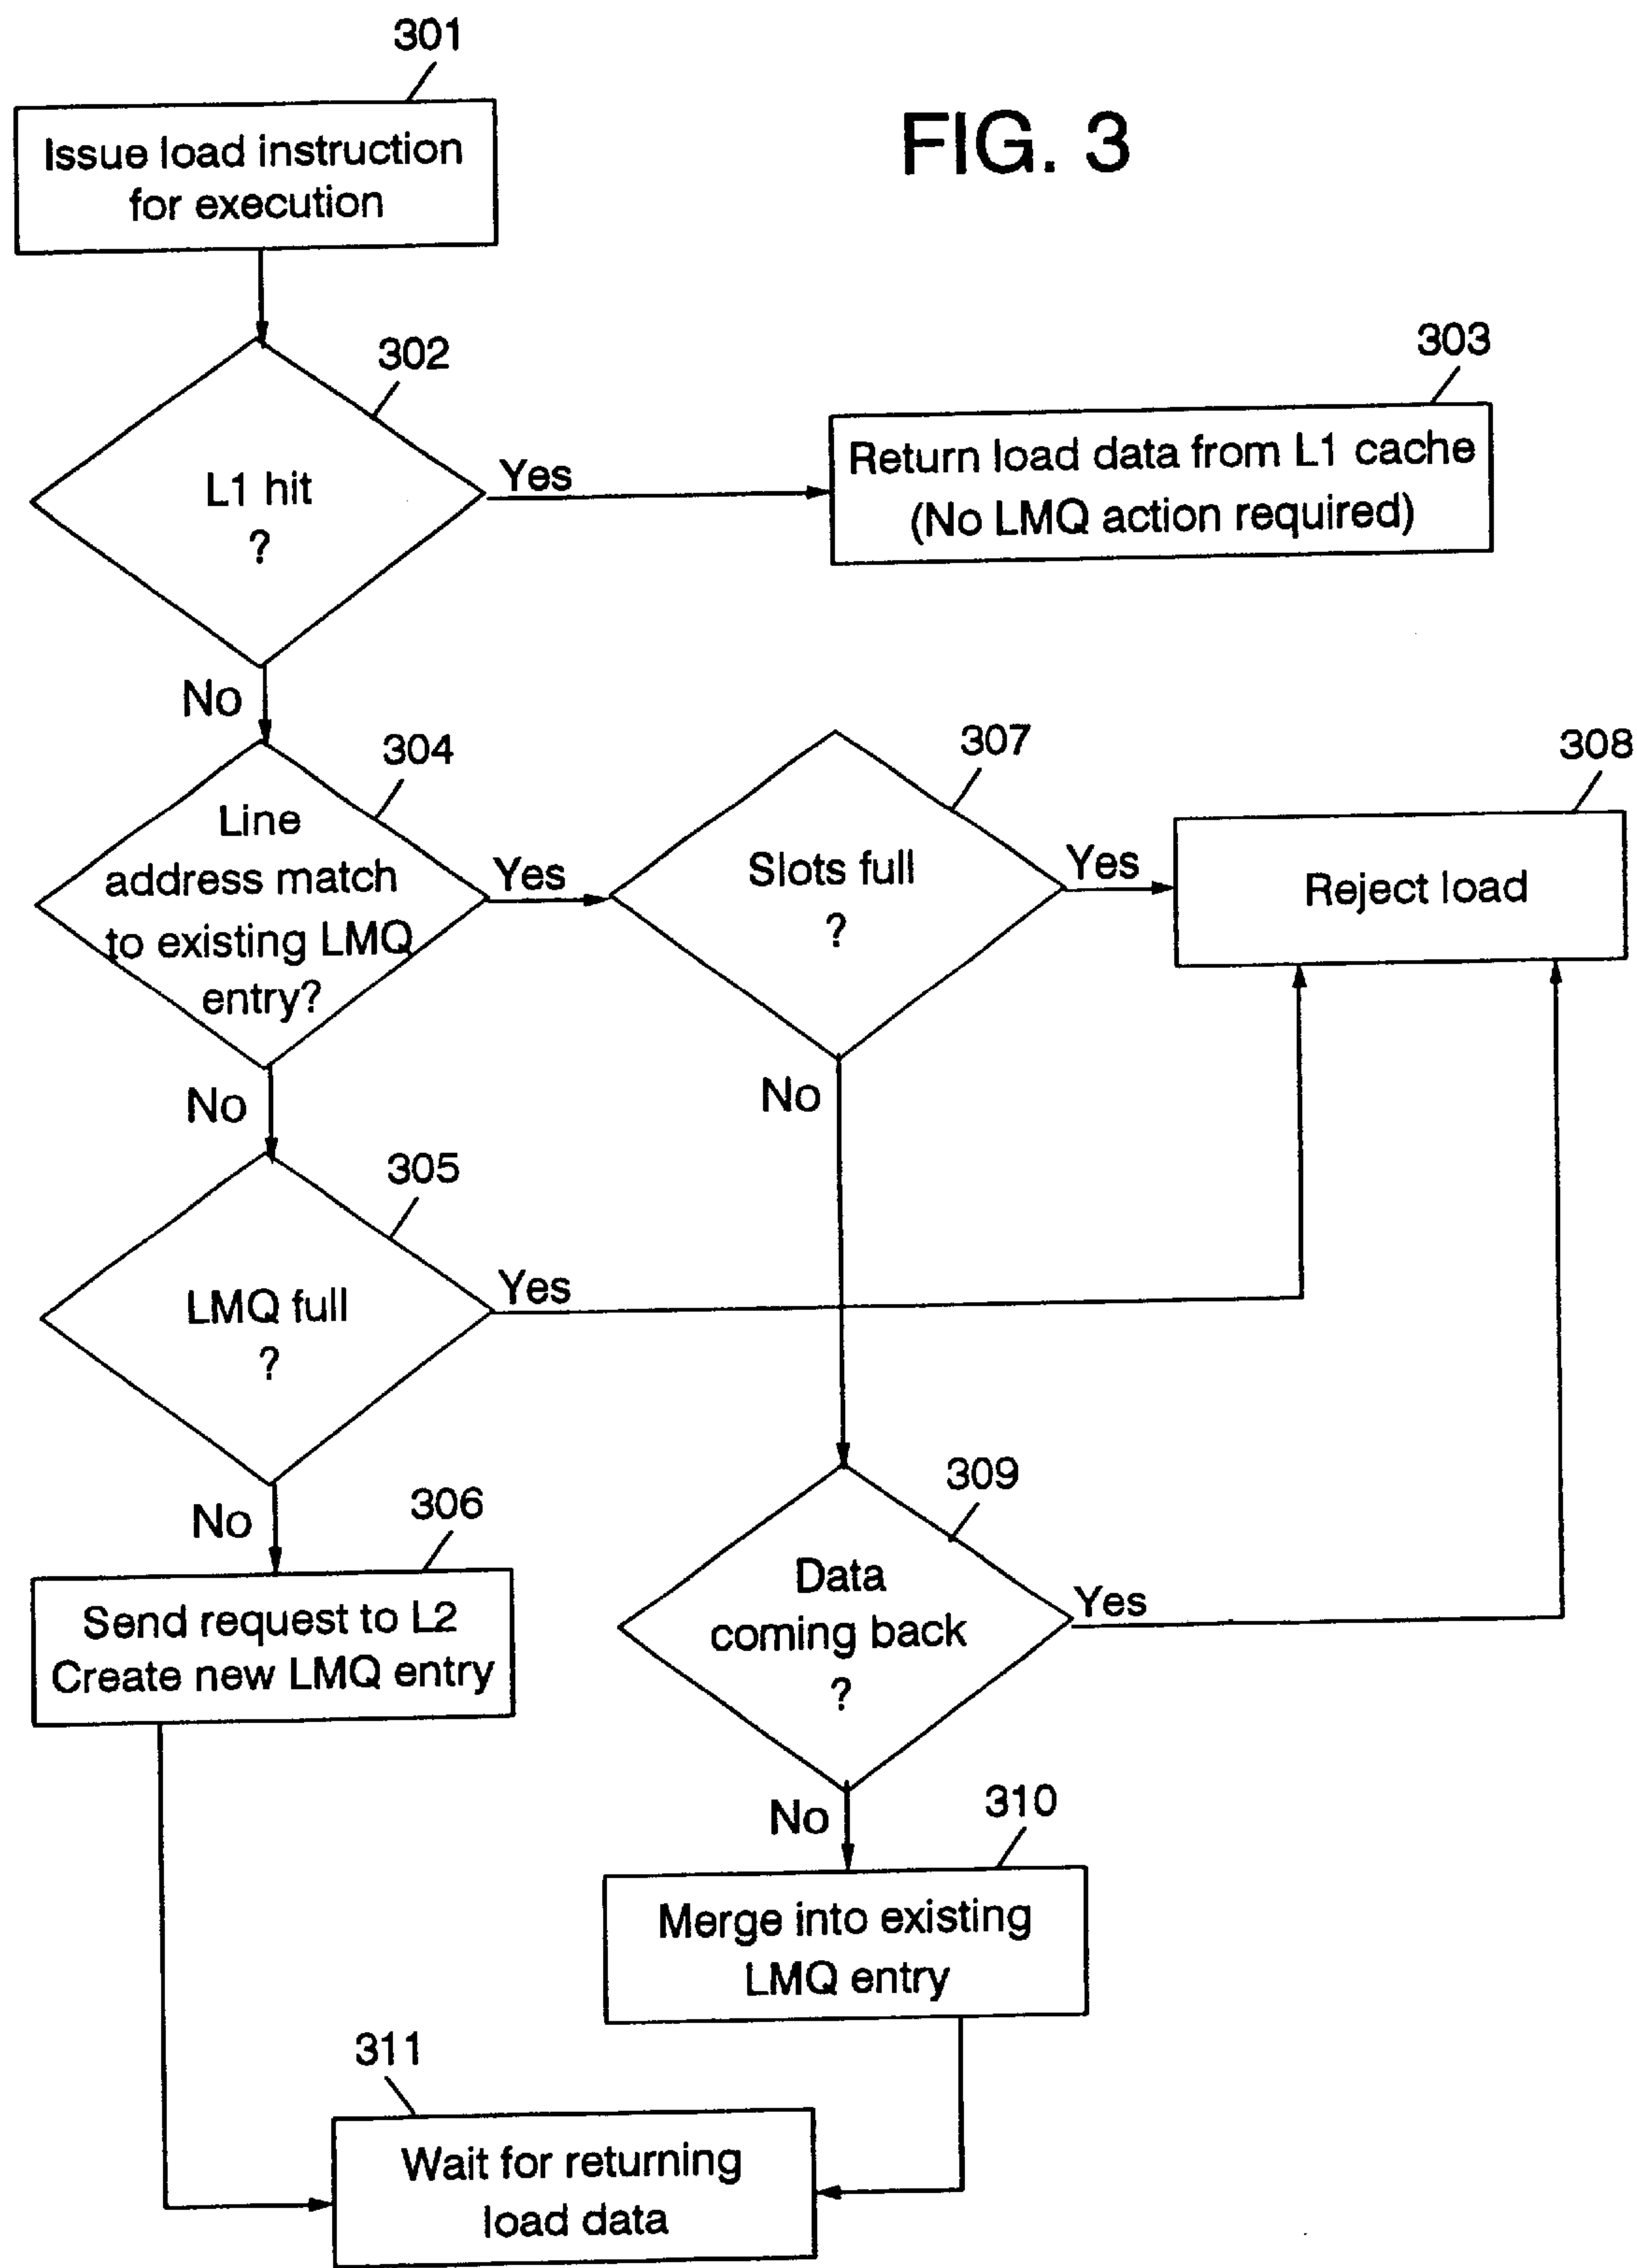 FIG. 3
301
Issue load instruction
for execution
302
L1 hit
?
Yes
303
Return load data from L1 cache
(No LMQ action required)
No
304
Line
address match
to existing LMQ
entry?
Yes
307
Slots full
?
Yes
308
Reject load
No
No
305
LMQ full
?
Yes
No
306
Send request to L2
Create new LMQ entry
309
Data
coming back
?
Yes
No
310
Merge into existing
LMQ entry
311
Wait for returning
load data